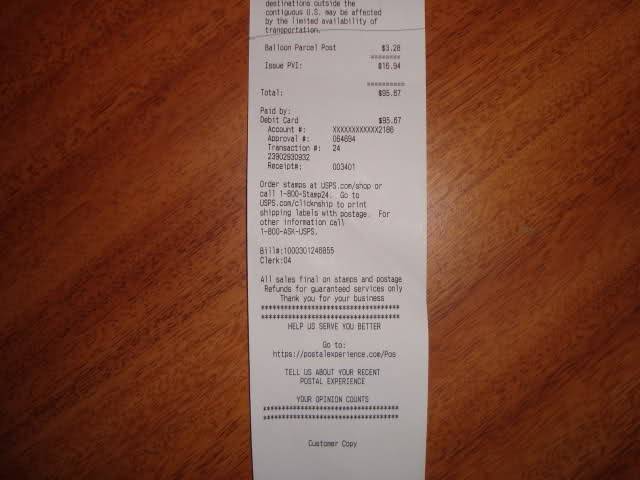 destinations outside the
contiguous U.S. may be affected
by the limited availability of
transportation.
Balloon Parcel Post $3.28
========
Issue PVI: $16.94
==========
Total: $95.67
Paid by:
Debit Card $95.67
Account #: XXXXXXXXXXXX2186
Approval #: 064694
Transaction #: 24
23902930932
Receipt#: 003401
Order stamps at USPS.com/shop or
call 1-800-Stamp24. Go to
USPS.com/clicknship to print
shipping labels with postage. For
other information call
1-800-ASK-USPS.
Bill#:1000301246855
Clerk:04
All sales final on stamps and postage
Refunds for guaranteed services only
Thank you for your business
****************************************
****************************************
HELP US SERVE YOU BETTER
Go to:
https://postalexperience.com/Pos
TELL US ABOUT YOUR RECENT
POSTAL EXPERIENCE
YOUR OPINION COUNTS
****************************************
****************************************
Customer Copy